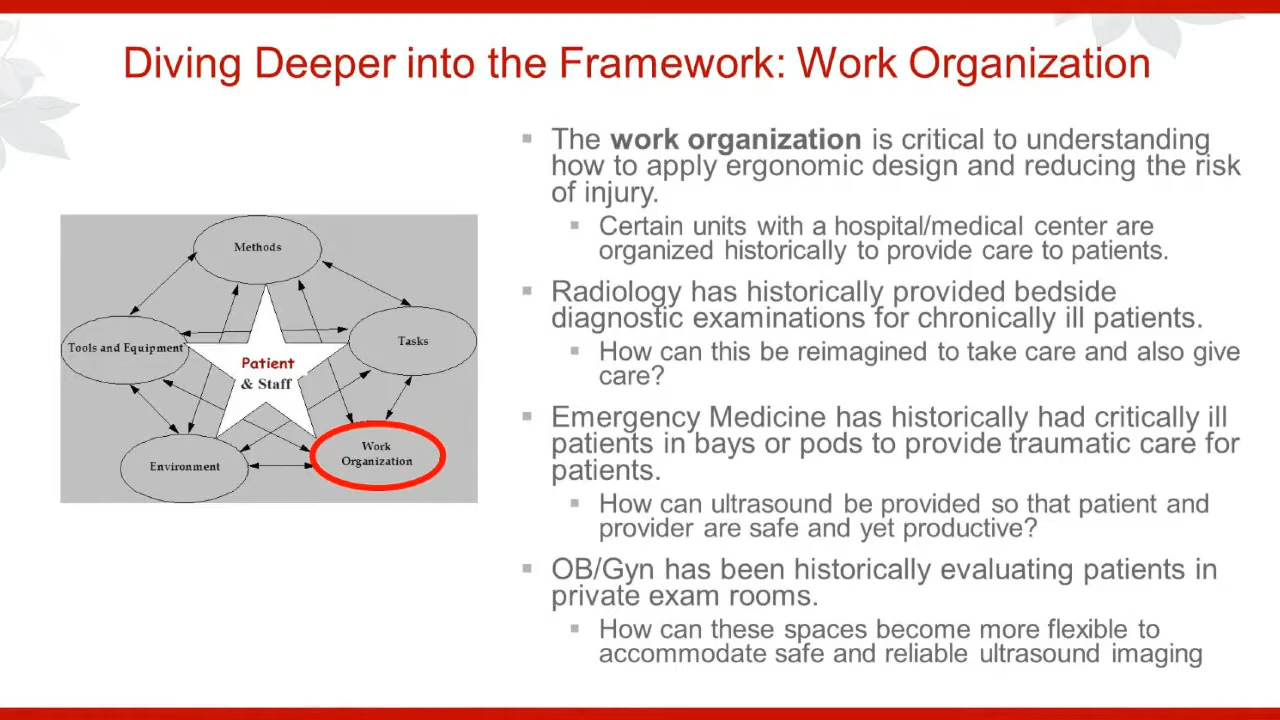 Diving Deeper into the Framework: Work Organization
Methods
Tools and Equipment
Tasks
Patient
& Staff
Environment
Work
Organization
The work organization is critical to understanding
how to apply ergonomic design and reducing the risk
of injury.
Certain units with a hospital/medical center are
organized historically to provide care to patients.
Radiology has historically provided bedside
diagnostic examinations for chronically ill patients.
How can this be reimagined to take care and also give
care?
Emergency Medicine has historically had critically ill
patients in bays or pods to provide traumatic care for
patients.
How can ultrasound be provided so that patient and
provider are safe and yet productive?
OB/Gyn has been historically evaluating patients in
private exam rooms.
How can these spaces become more flexible to
accommodate safe and reliable ultrasound imaging